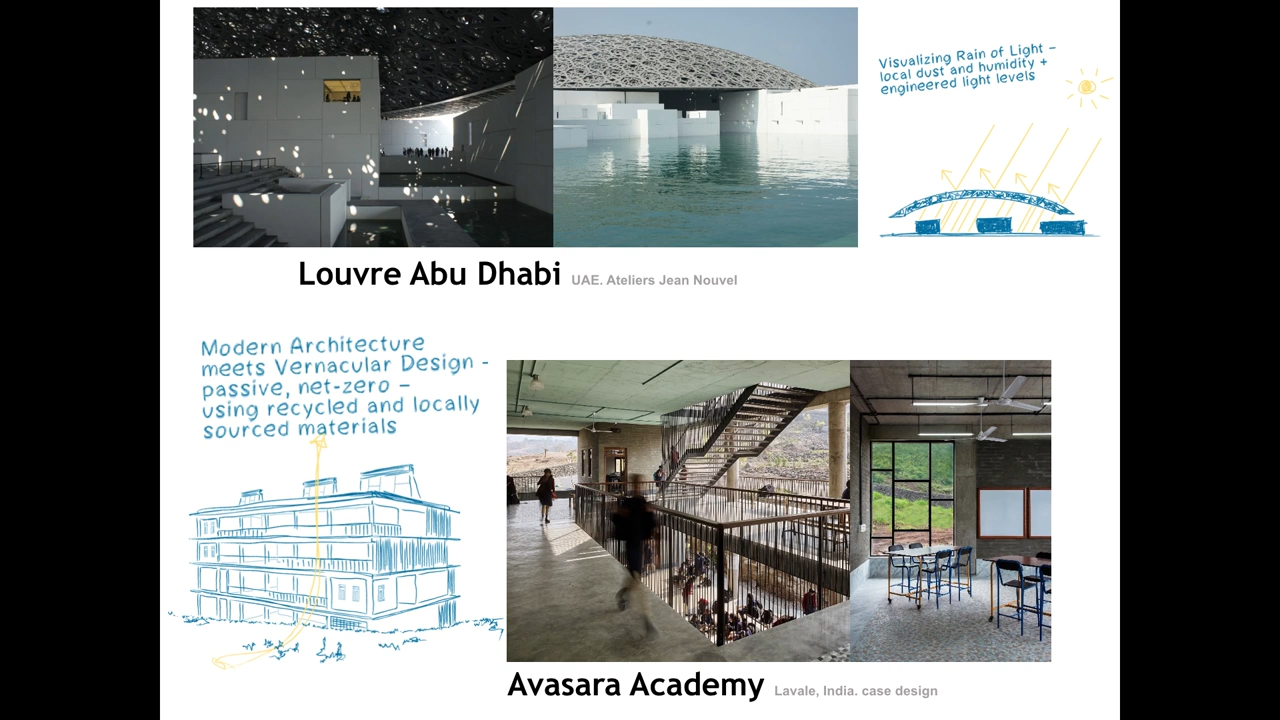 Visualizing Rain of Light –
local dust and humidity +
engineered light levels
Louvre Abu Dhabi UAE. Ateliers Jean Nouvel
Modern Architecture
meets Vernacular Design -
passive, net-zero –
using recycled and locally
sourced materials
Avasara Academy Lavale, India. case design